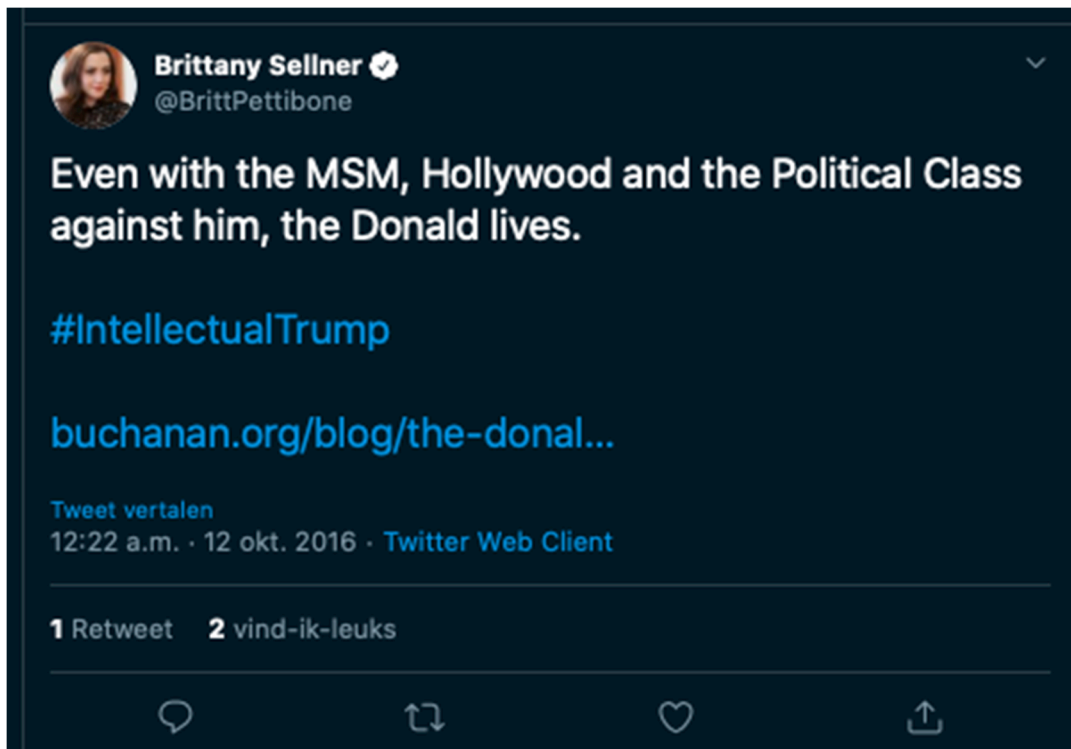 Brittany Sellner
@BrittPettibone
Even with the MSM, Hollywood and the Political Class
against him, the Donald lives.
#IntellectualTrump
buchanan.org/blog/the-donal...
Tweet vertalen
12:22 a.m. · 12 okt. 2016 · Twitter Web Client
1 Retweet 2 vind-ik-leuks